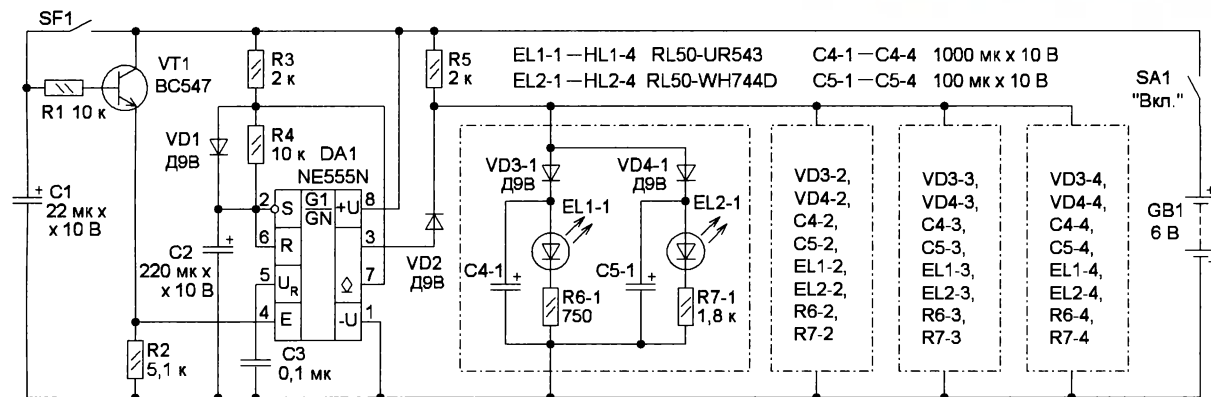 SF1
VT1
BC547
R1 10 к
C1
22 мк
x 10 В
R2
5,1 к
R3
2 к
VD1
Д9В
R4
10 к
DA1
NE555N
2 S G1 +U 8
GN
6 R 3
5 UR 7
4 E -U 1
C2
220 мк x
x 10 В
C3
0,1 мк
R5
2 к
VD2
Д9В
EL1-1—HL1-4 RL50-UR543
EL2-1—HL2-4 RL50-WH744D
C4-1—C4-4 1000 мк x 10 В
C5-1—C5-4 100 мк x 10 В
VD3-1
Д9В
VD4-1
Д9В
EL1-1
EL2-1
C4-1
C5-1
R6-1
750
R7-1
1,8 к
VD3-2,
VD4-2,
C4-2,
C5-2,
EL1-2,
EL2-2,
R6-2,
R7-2
VD3-3,
VD4-3,
C4-3,
C5-3,
EL1-3,
EL2-3,
R6-3,
R7-3
VD3-4,
VD4-4,
C4-4,
C5-4,
EL1-4,
EL2-4,
R6-4,
R7-4
SA1
"Вкл."
GB1
6 В